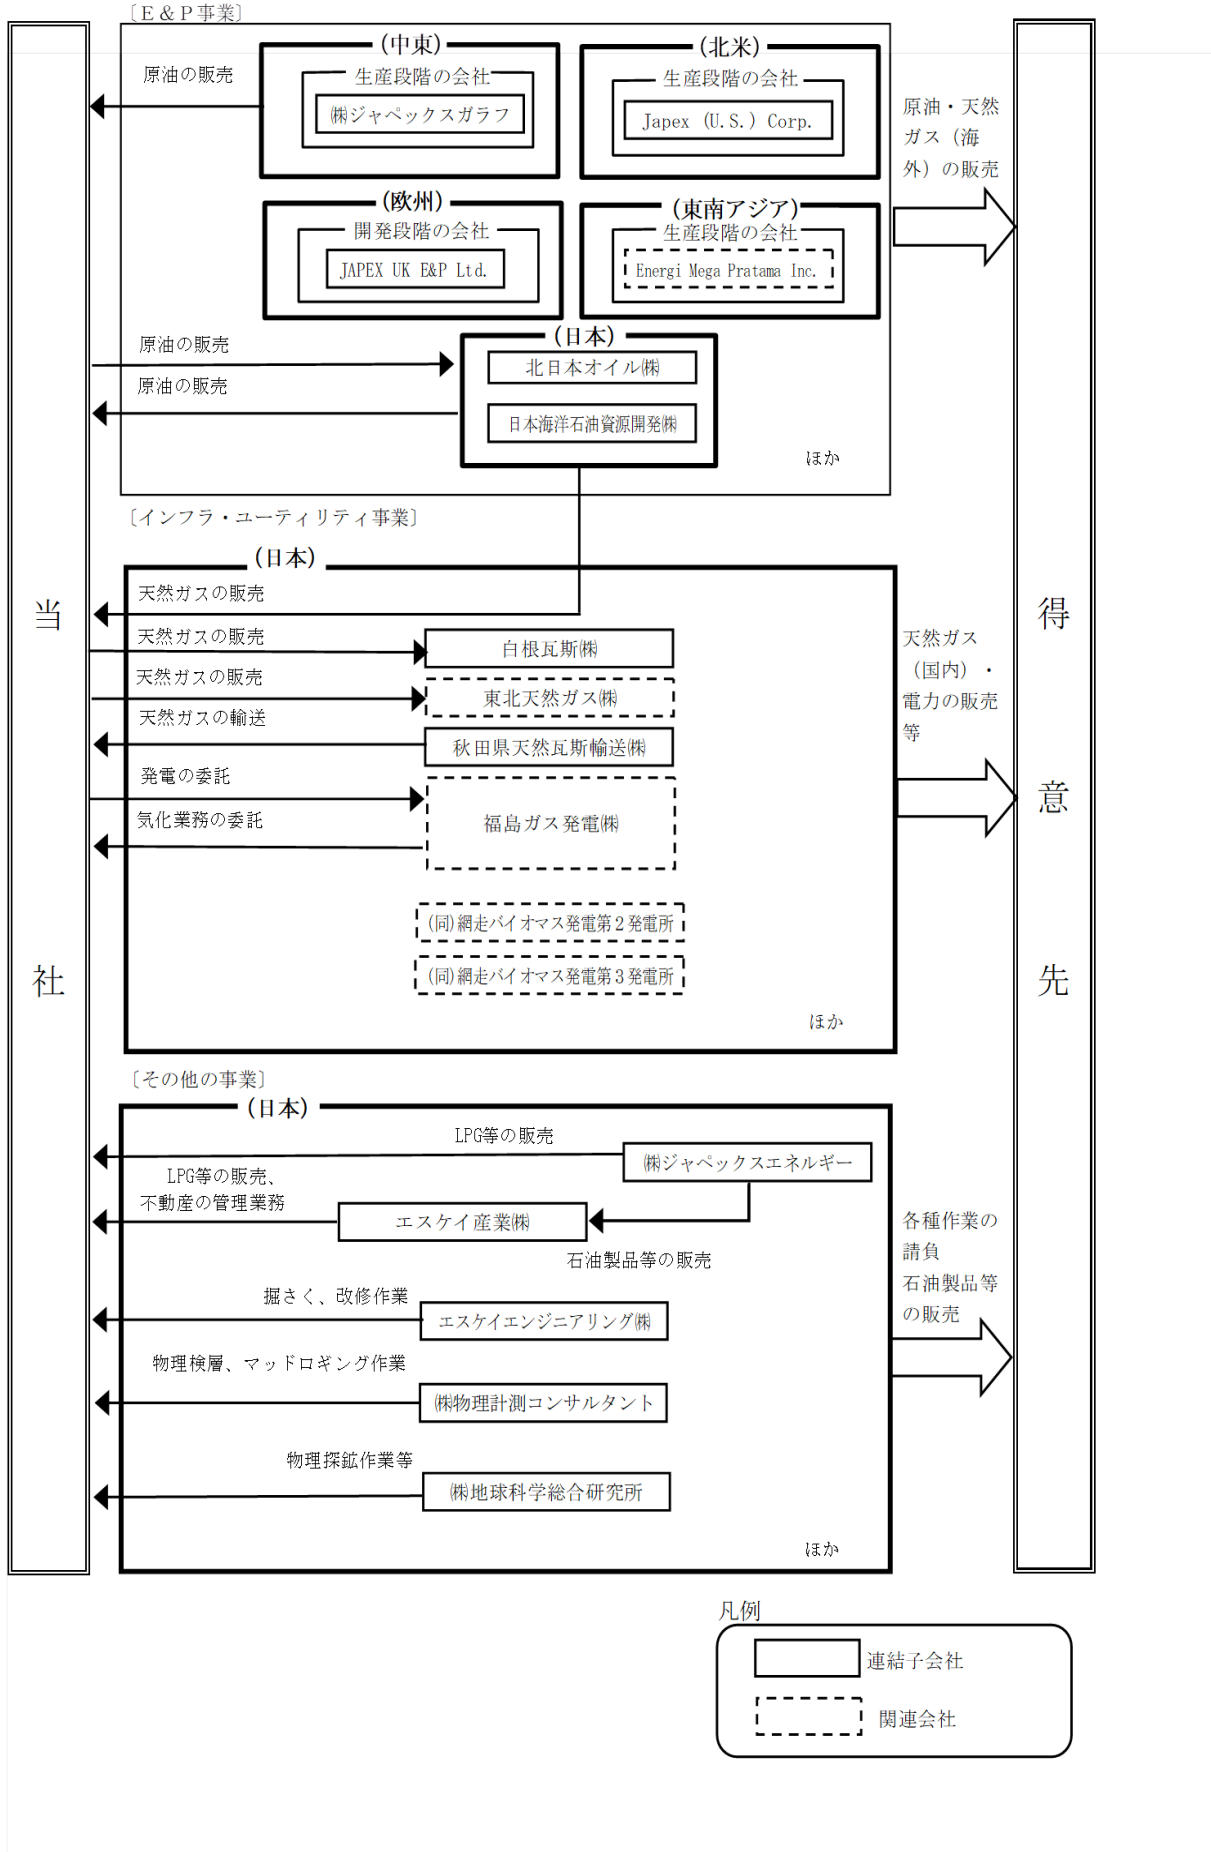 〔Ｅ＆Ｐ事業〕
(中東)
生産段階の会社
㈱ジャペックスガラフ
(北米)
生産段階の会社
Japex (U.S.) Corp.
原油の販売
(欧州)
開発段階の会社
JAPEX UK E&P Ltd.
(東南アジア)
生産段階の会社
Energi Mega Pratama Inc.
原油・天然
ガス（海
外）の販売
(日本)
北日本オイル㈱
日本海洋石油資源開発㈱
原油の販売
原油の販売
ほか
〔インフラ・ユーティリティ事業〕
(日本)
天然ガスの販売
天然ガスの販売
白根瓦斯㈱
天然ガスの販売
東北天然ガス㈱
天然ガスの輸送
秋田県天然瓦斯輸送㈱
発電の委託
気化業務の委託
福島ガス発電㈱
(同)網走バイオマス発電第２発電所
(同)網走バイオマス発電第３発電所
ほか
天然ガス
（国内）・
電力の販売
等
当
社
得
意
先
〔その他の事業〕
(日本)
LPG等の販売
㈱ジャペックスエネルギー
LPG等の販売、
不動産の管理業務
エスケイ産業㈱
石油製品等の販売
掘さく、改修作業
エスケイエンジニアリング㈱
物理検層、マッドロギング作業
㈱物理計測コンサルタント
物理探鉱作業等
㈱地球科学総合研究所
ほか
各種作業の
請負
石油製品等
の販売
凡例
連結子会社
関連会社